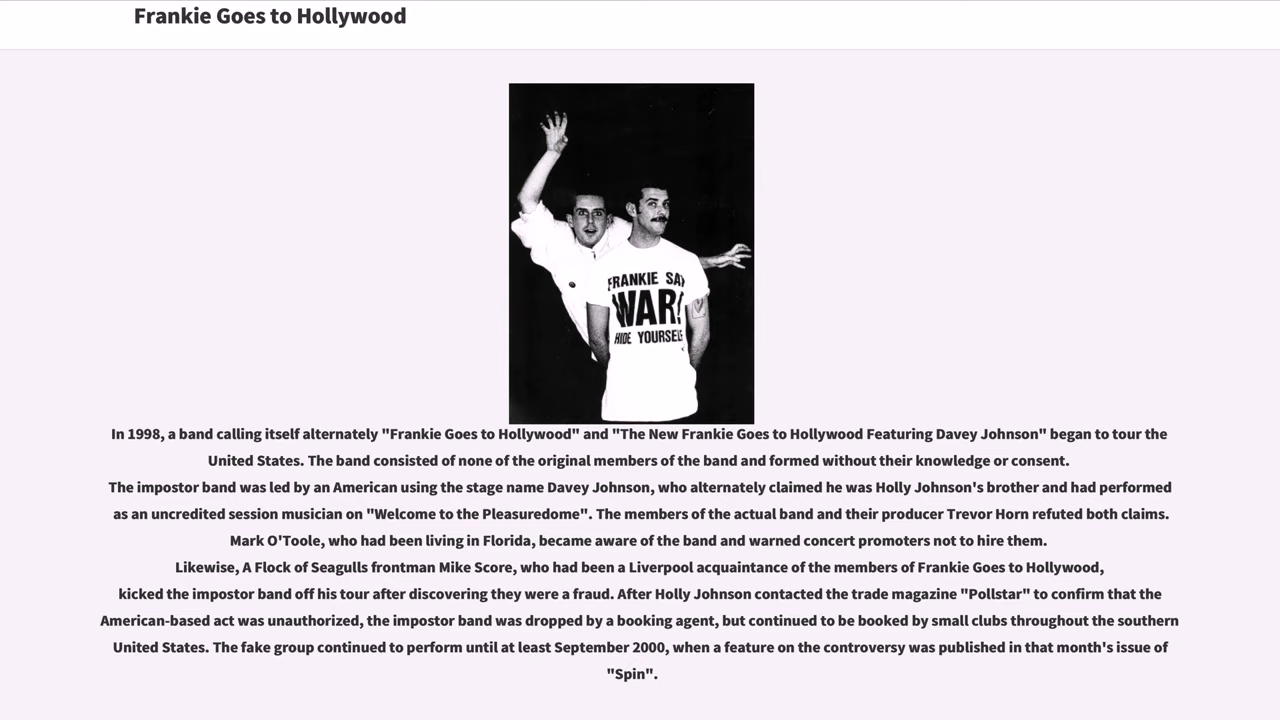 Frankie Goes to Hollywood
FRANKIE SAY
WAR!
HIDE YOURSELF
In 1998, a band calling itself alternately "Frankie Goes to Hollywood" and "The New Frankie Goes to Hollywood Featuring Davey Johnson" began to tour the
United States. The band consisted of none of the original members of the band and formed without their knowledge or consent.
The impostor band was led by an American using the stage name Davey Johnson, who alternately claimed he was Holly Johnson's brother and had performed
as an uncredited session musician on "Welcome to the Pleasuredome". The members of the actual band and their producer Trevor Horn refuted both claims.
Mark O'Toole, who had been living in Florida, became aware of the band and warned concert promoters not to hire them.
Likewise, A Flock of Seagulls frontman Mike Score, who had been a Liverpool acquaintance of the members of Frankie Goes to Hollywood,
kicked the impostor band off his tour after discovering they were a fraud. After Holly Johnson contacted the trade magazine "Pollstar" to confirm that the
American-based act was unauthorized, the impostor band was dropped by a booking agent, but continued to be booked by small clubs throughout the southern
United States. The fake group continued to perform until at least September 2000, when a feature on the controversy was published in that month's issue of
"Spin".